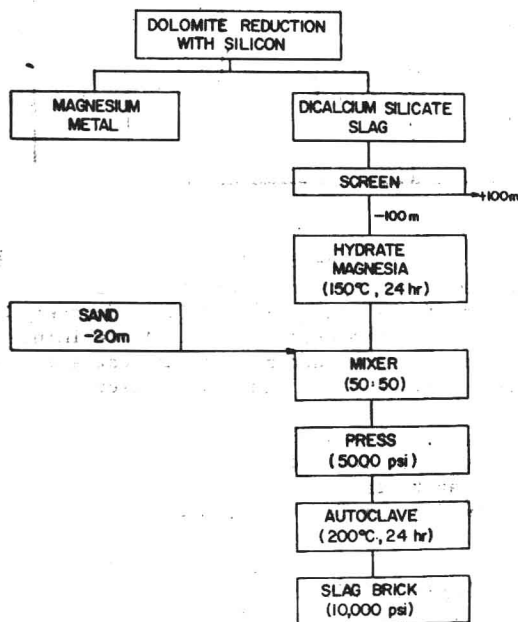 DOLOMITE REDUCTION
WITH SILICON
MAGNESIUM
METAL
DICALCIUM SILICATE
SLAG
SCREEN
+100m
-100m
HYDRATE
MAGNESIA
(150°C, 24 hr)
SAND
-20m
MIXER
(50:50)
PRESS
(5000 psi)
AUTOCLAVE
(200°C, 24 hr)
SLAG BRICK
(10,000 psi)